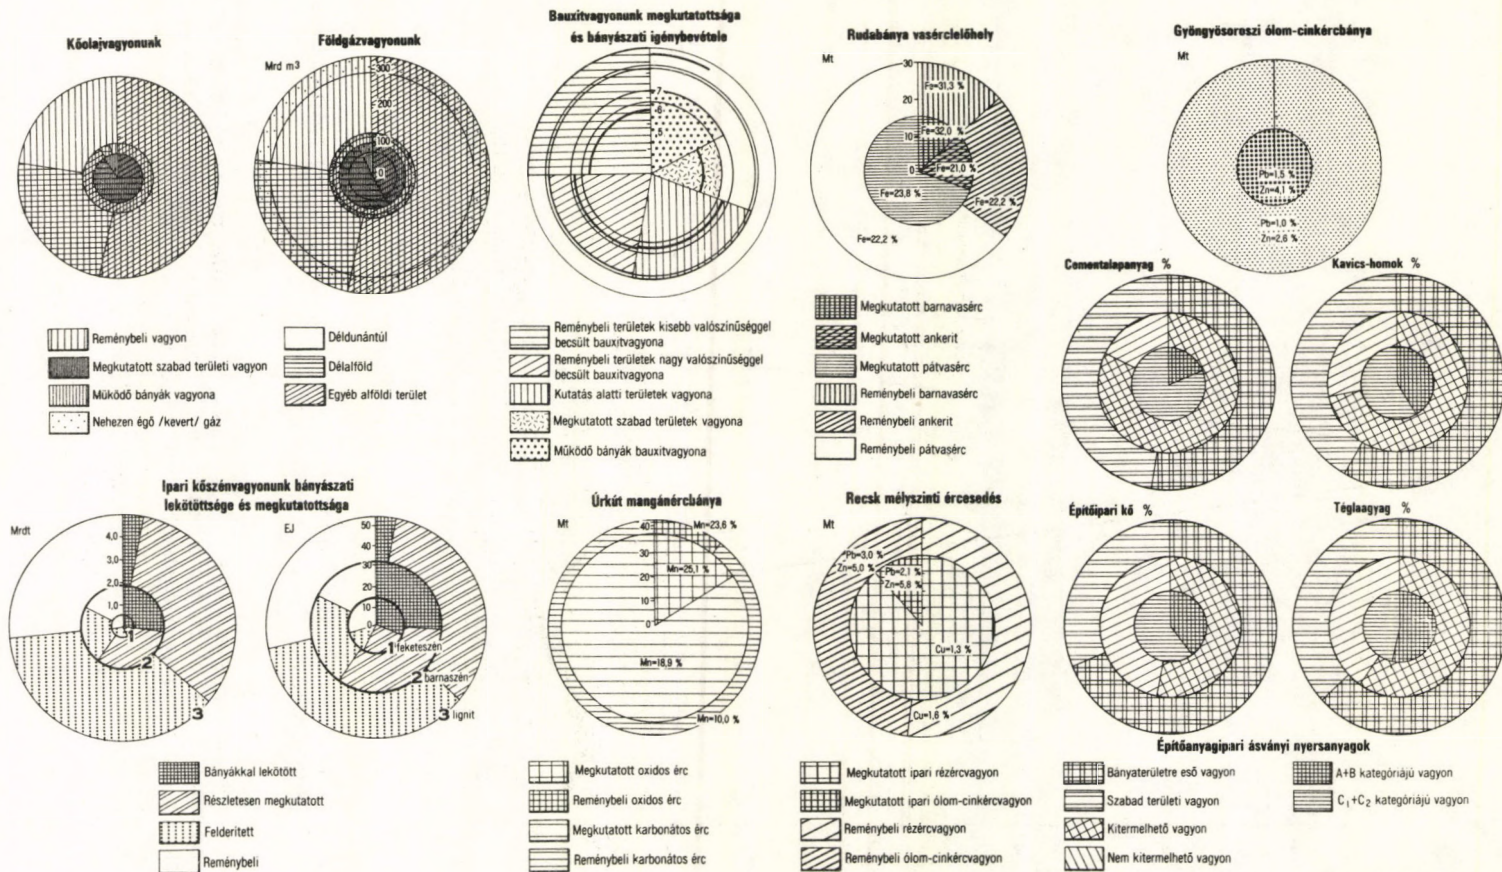 Kőolajvagyonunk
Földgázvagyonunk
Mrd m³
300
200
100
0
Reménybeli vagyon
Megkutatott szabad területi vagyon
Működő bányák vagyona
Nehezen égő /kevert/ gáz
Déldunántúl
Délalföld
Egyéb alföldi terület
Bauxitvagyonunk megkutatottsága
és bányászati igénybevétele
7
6
5
Reménybeli területek kisebb valószínűséggel
becsült bauxitvagyona
Reménybeli területek nagy valószínűséggel
becsült bauxitvagyona
Kutatás alatti területek vagyona
Megkutatott szabad területek vagyona
Működő bányák bauxitvagyona
Rudabánya vasérclelőhely
Mt
30
20
10
0
Fe=31,3 %
Fe=32,0 %
Fe=21,0 %
Fe=23,8 %
Fe=22,2 %
Fe=22,2 %
Megkutatott barnavasérc
Megkutatott ankerit
Megkutatott pátvasérc
Reménybeli barnavasérc
Reménybeli ankerit
Reménybeli pátvasérc
Gyöngyösoroszi ólom-cinkércbánya
Mt
Pb=1,5 %
Zn=4,1 %
Pb=1,0 %
Zn=2,6 %
Cementalapanyag %
Kavics-homok %
Építőipari kő %
Téglaagyag %
Építőanyagipari ásványi nyersanyagok
Bányaterületre eső vagyon
Szabad területi vagyon
Kitermelhető vagyon
Nem kitermelhető vagyon
A+B kategóriájú vagyon
C₁+C₂ kategóriájú vagyon
Ipari kőszénvagyonunk bányászati
lekötöttsége és megkutatottsága
Mrdt
4,0
3,0
2,0
1,0
1
2
3
EJ
50
40
30
20
10
0
1 feketeszén
2 barnaszén
3 lignit
Bányákkal lekötött
Részletesen megkutatott
Felderített
Reménybeli
Úrkút mangánércbánya
Mt
40
30
20
10
0
Mn=23,6 %
Mn=25,1 %
Mn=18,9 %
Mn=10,0 %
Megkutatott oxidos érc
Reménybeli oxidos érc
Megkutatott karbonátos érc
Reménybeli karbonátos érc
Recsk mélyszinti ércesedés
Mt
Pb=3,0 %
Zn=5,0 %
Pb=2,1 %
Zn=5,8 %
Cu=1,3 %
Cu=1,6 %
Megkutatott ipari rézércvagyon
Megkutatott ipari ólom-cinkércvagyon
Reménybeli rézércvagyon
Reménybeli ólom-cinkércvagyon